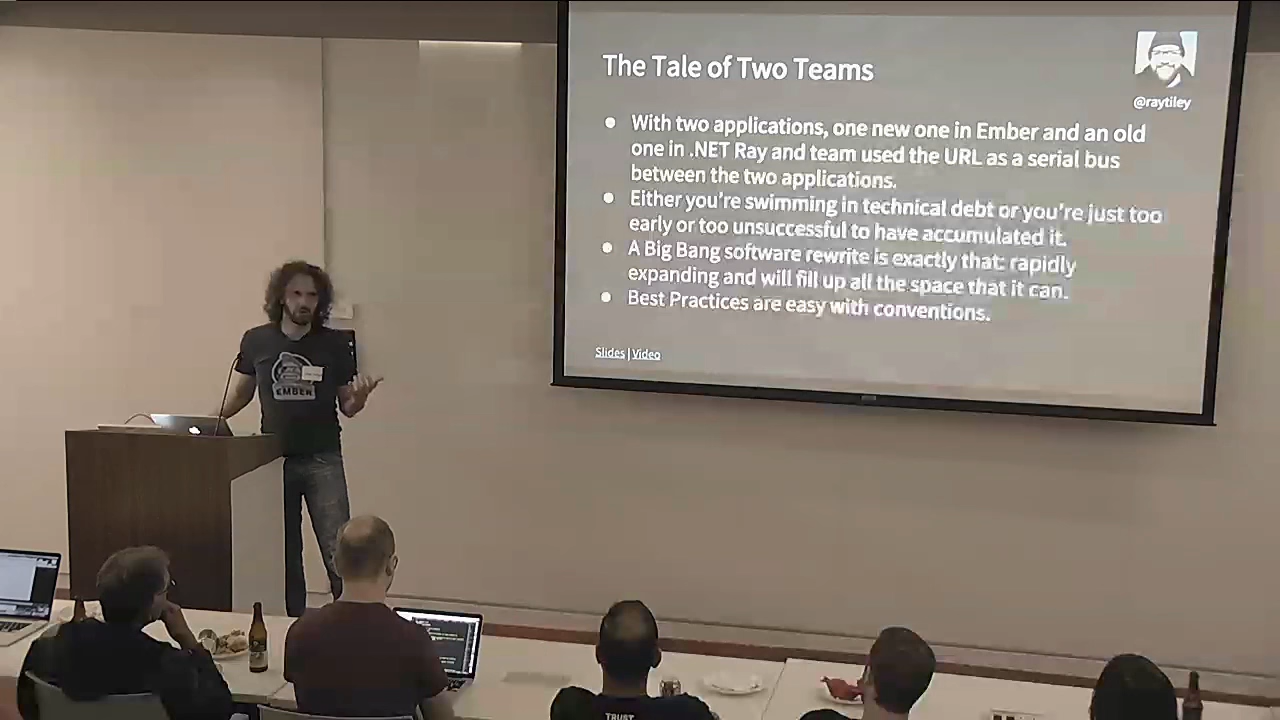 The Tale of Two Teams
@raytiley
● With two applications, one new one in Ember and an old
one in .NET Ray and team used the URL as a serial bus
between the two applications.
● Either you're swimming in technical debt or you're just too
early or too unsuccessful to have accumulated it.
● A Big Bang software rewrite is exactly that: rapidly
expanding and will fill up all the space that it can.
● Best Practices are easy with conventions.
Slides | Video
EMBER
TRUST